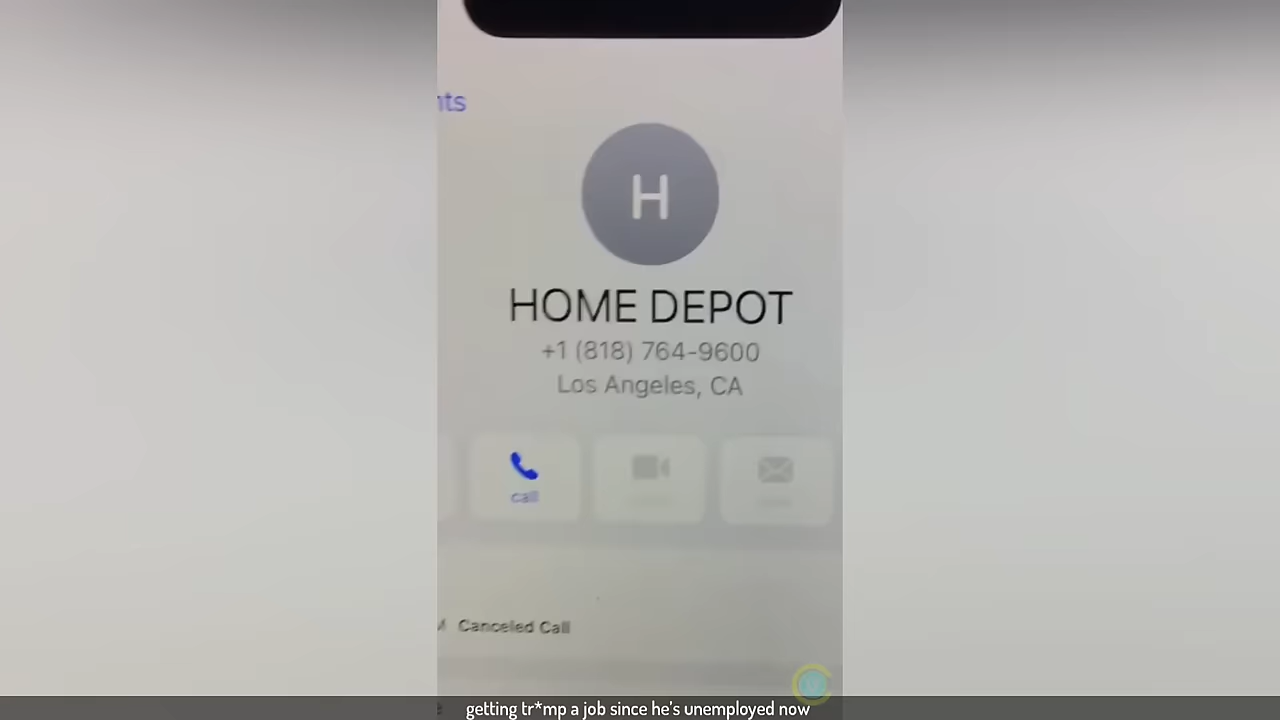 nts
H
HOME DEPOT
+1 (818) 764-9600
Los Angeles, CA
call
Canceled Call
getting tr*mp a job since he's unemployed now